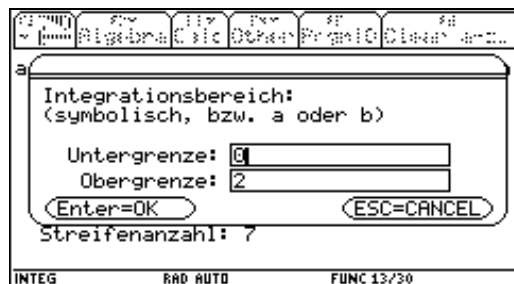 Algebra Calc Other PrgmIO Clear a-z…
a
Integrationsbereich:
(symbolisch, bzw. a oder b)
Untergrenze: 0
Obergrenze: 2
Enter=OK ESC=CANCEL
Streifenanzahl: 7
INTEG RAD AUTO FUNC 13/30